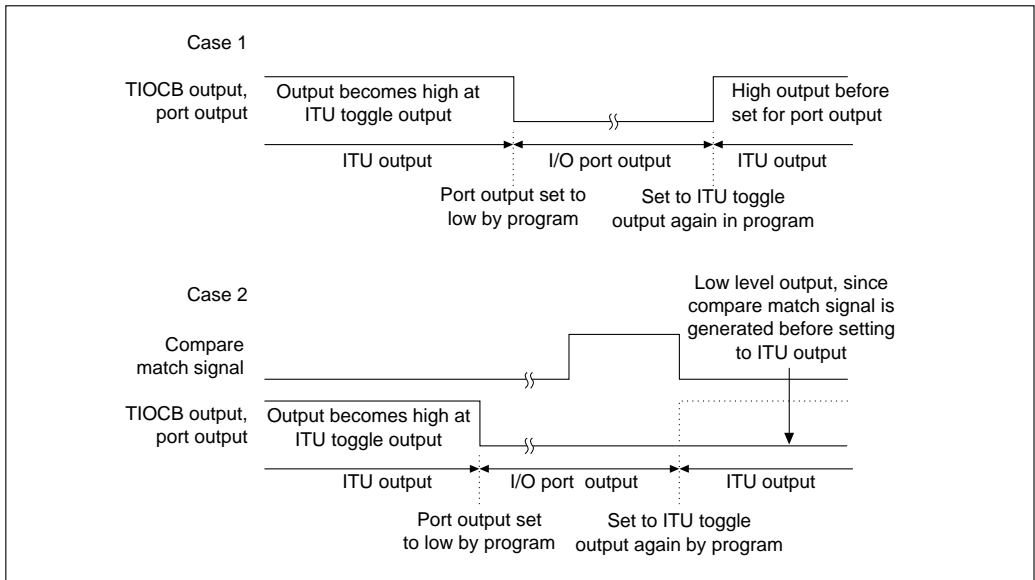 Case 1
TIOCB output,
port output
Output becomes high at
ITU toggle output
High output before
set for port output
ITU output
I/O port output
ITU output
Port output set to
low by program
Set to ITU toggle
output again in program
Case 2
Low level output, since
compare match signal is
generated before setting
to ITU output
Compare
match signal
TIOCB output,
port output
Output becomes high at
ITU toggle output
ITU output
I/O port output
ITU output
Port output set
to low by program
Set to ITU toggle
output again by program